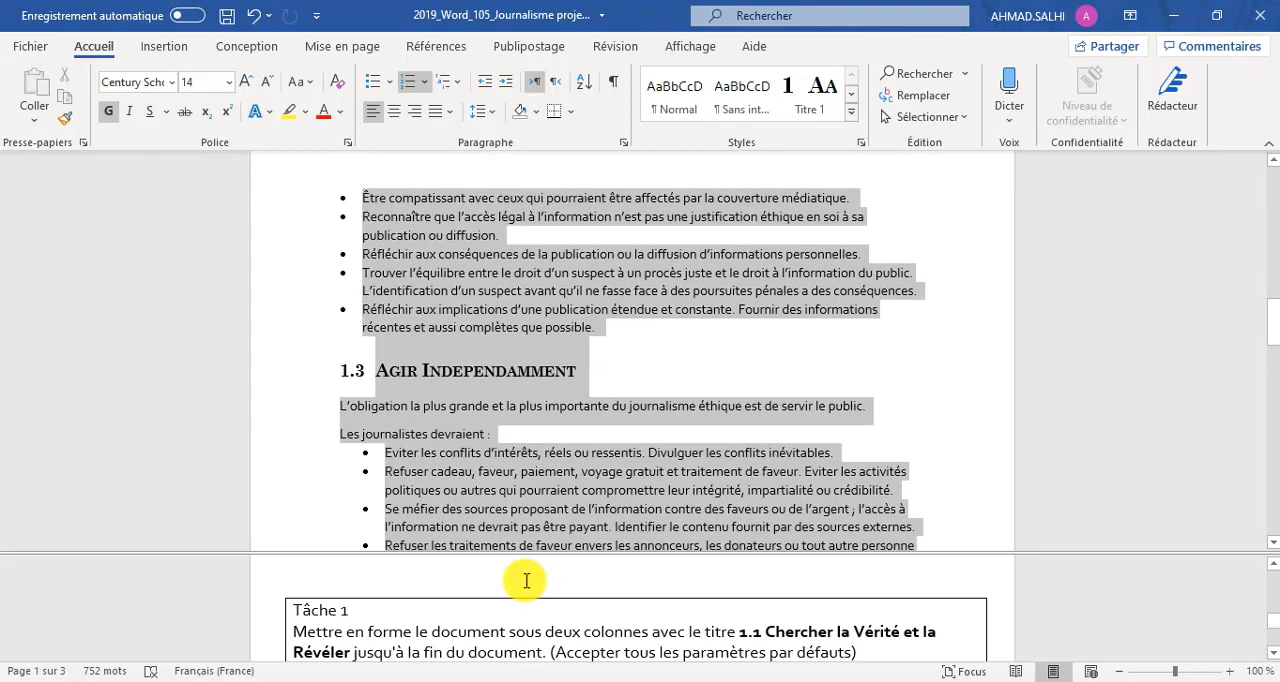 Enregistrement automatique
2019_Word_105_Journalisme proje...
Rechercher
AHMAD.SALHI
A
Fichier Accueil Insertion Conception Mise en page Références Publipostage Révision Affichage Aide
Partager Commentaires
Coller
Century Sch
14
Aa
G I S ab x₂ x²
AaBbCcD AaBbCcD 1 AA
¶ Normal ¶ Sans int... Titre 1
Rechercher
Remplacer
Sélectionner
Dicter
Niveau de
confidentialité
Rédacteur
Presse-papiers Police Paragraphe Styles Édition Voix Confidentialité Rédacteur
• Être compatissant avec ceux qui pourraient être affectés par la couverture médiatique.
• Reconnaître que l’accès légal à l’information n’est pas une justification éthique en soi à sa
publication ou diffusion.
• Réfléchir aux conséquences de la publication ou la diffusion d’informations personnelles.
• Trouver l’équilibre entre le droit d’un suspect à un procès juste et le droit à l’information du public.
L’identification d’un suspect avant qu’il ne fasse face à des poursuites pénales a des conséquences.
• Réfléchir aux implications d’une publication étendue et constante. Fournir des informations
récentes et aussi complètes que possible.
1.3 AGIR INDEPENDAMMENT
L’obligation la plus grande et la plus importante du journalisme éthique est de servir le public.
Les journalistes devraient :
• Eviter les conflits d’intérêts, réels ou ressentis. Divulguer les conflits inévitables.
• Refuser cadeau, faveur, paiement, voyage gratuit et traitement de faveur. Eviter les activités
politiques ou autres qui pourraient compromettre leur intégrité, impartialité ou crédibilité.
• Se méfier des sources proposant de l’information contre des faveurs ou de l’argent ; l’accès à
l’information ne devrait pas être payant. Identifier le contenu fournit par des sources externes.
• Refuser les traitements de faveur envers les annonceurs, les donateurs ou tout autre personne
Tâche 1
Mettre en forme le document sous deux colonnes avec le titre 1.1 Chercher la Vérité et la
Révéler jusqu'à la fin du document. (Accepter tous les paramètres par défauts)
Page 1 sur 3 752 mots Français (France) Focus 100 %